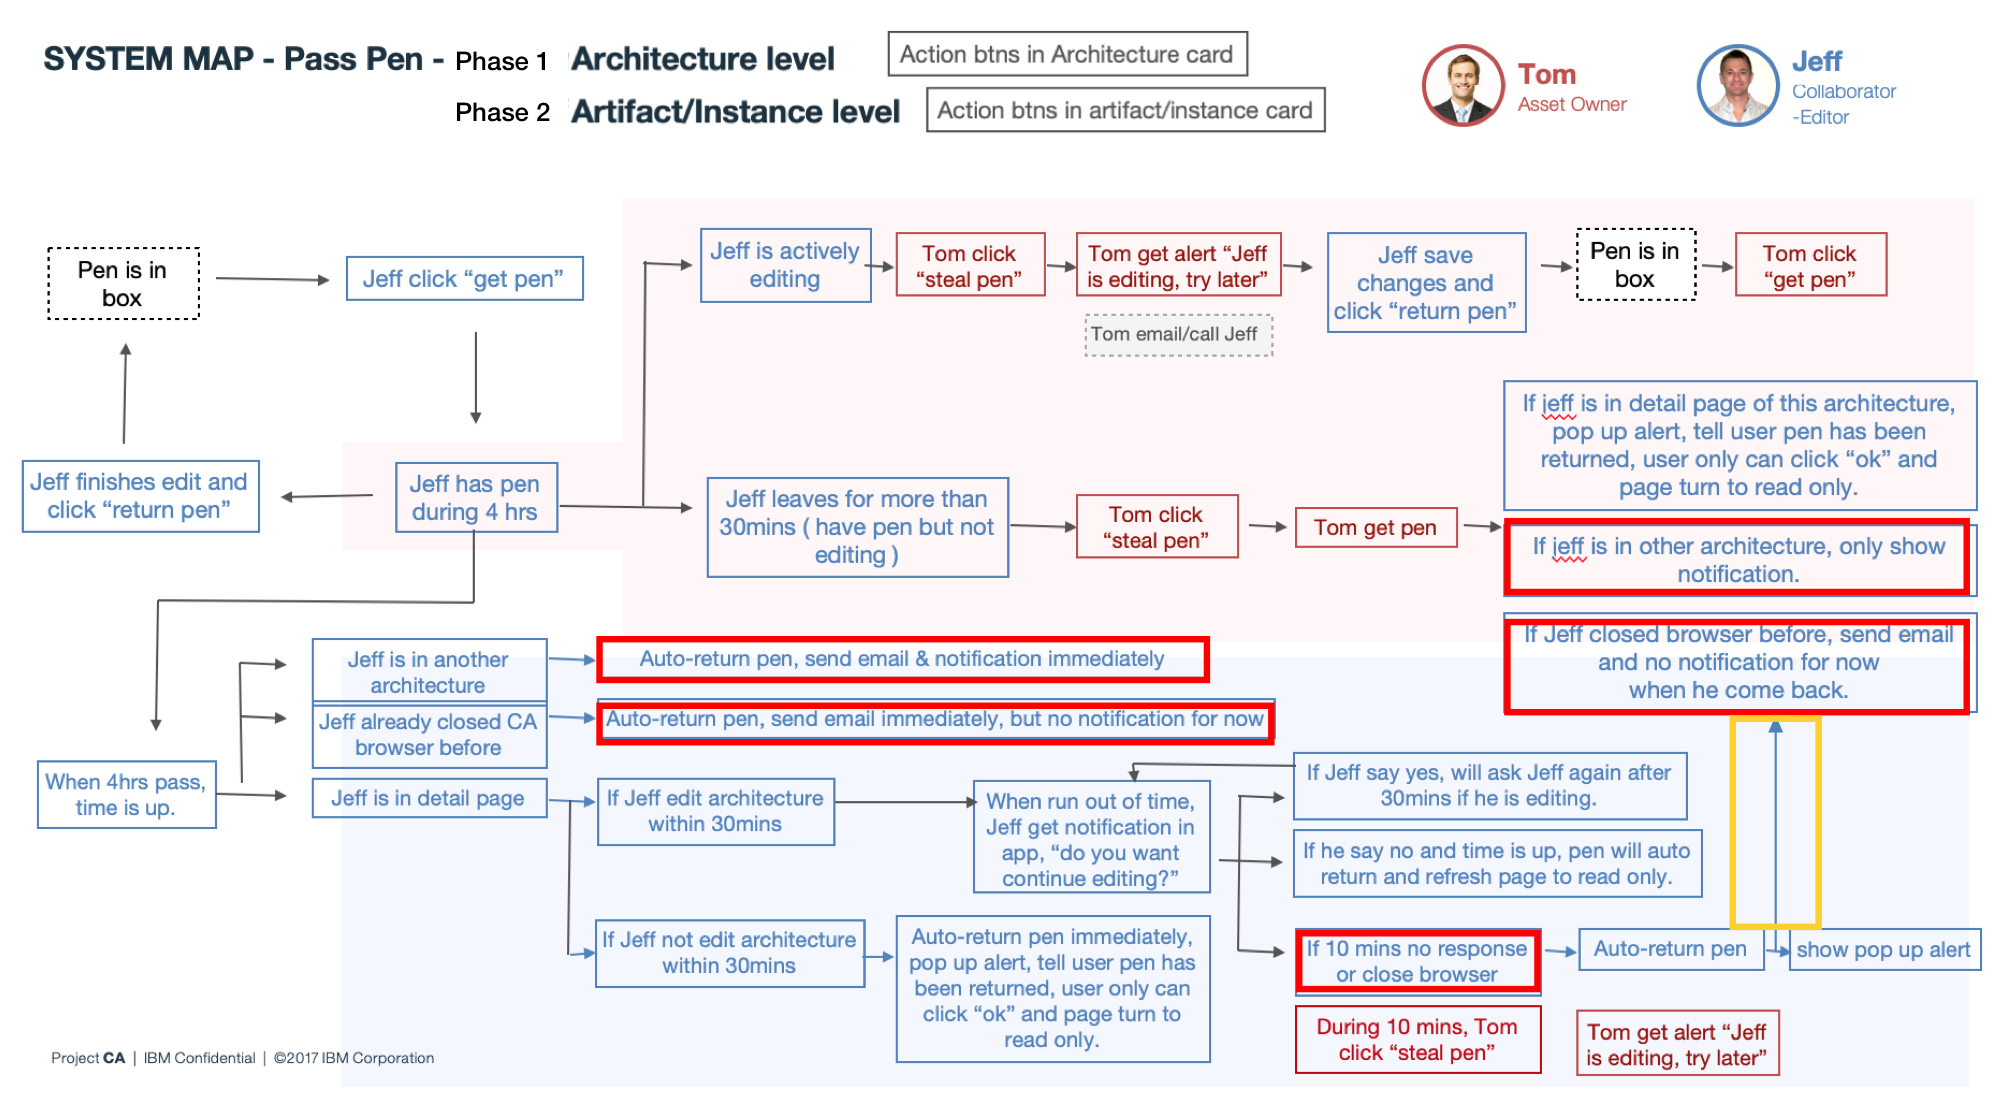 SYSTEM MAP - Pass Pen - Phase 1 Architecture level
Action btns in Architecture card
Phase 2 Artifact/Instance level
Action btns in artifact/instance card
Tom
Asset Owner
Jeff
Collaborator
-Editor
Pen is in
box
Jeff click “get pen”
Jeff is actively
editing
Tom click
“steal pen”
Tom get alert “Jeff
is editing, try later”
Tom email/call Jeff
Jeff save
changes and
click “return pen”
Pen is in
box
Tom click
“get pen”
Jeff finishes edit and
click “return pen”
Jeff has pen
during 4 hrs
Jeff leaves for more than
30mins ( have pen but not
editing )
Tom click
“steal pen”
Tom get pen
If jeff is in detail page of this architecture,
pop up alert, tell user pen has been
returned, user only can click “ok” and
page turn to read only.
If jeff is in other architecture, only show
notification.
If Jeff closed browser before, send email
and no notification for now
when he come back.
Jeff is in another
architecture
Auto-return pen, send email & notification immediately
Jeff already closed CA
browser before
Auto-return pen, send email immediately, but no notification for now
When 4hrs pass,
time is up.
Jeff is in detail page
If Jeff edit architecture
within 30mins
When run out of time,
Jeff get notification in
app, “do you want
continue editing?”
If Jeff say yes, will ask Jeff again after
30mins if he is editing.
If he say no and time is up, pen will auto
return and refresh page to read only.
If Jeff not edit architecture
within 30mins
Auto-return pen immediately,
pop up alert, tell user pen has
been returned, user only can
click “ok” and page turn to
read only.
If 10 mins no response
or close browser
Auto-return pen
show pop up alert
During 10 mins, Tom
click “steal pen”
Tom get alert “Jeff
is editing, try later”
Project CA | IBM Confidential | ©2017 IBM Corporation